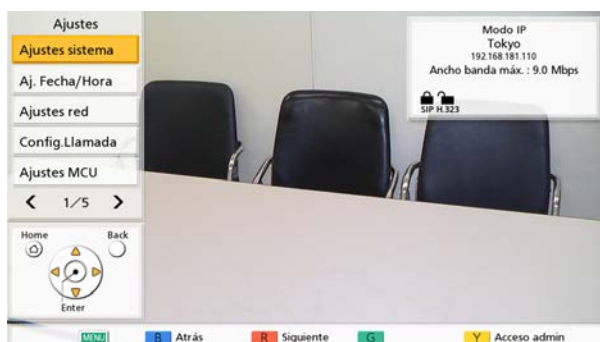 Ajustes
Ajustes sistema
Aj. Fecha/Hora
Ajustes red
Config.Llamada
Ajustes MCU
1/5
Home
Back
Enter
Modo IP
Tokyo
192.168.181.110
Ancho banda máx. : 9.0 Mbps
SIP H.323
MENU
B Atrás
R Siguiente
G
Y Acceso admin